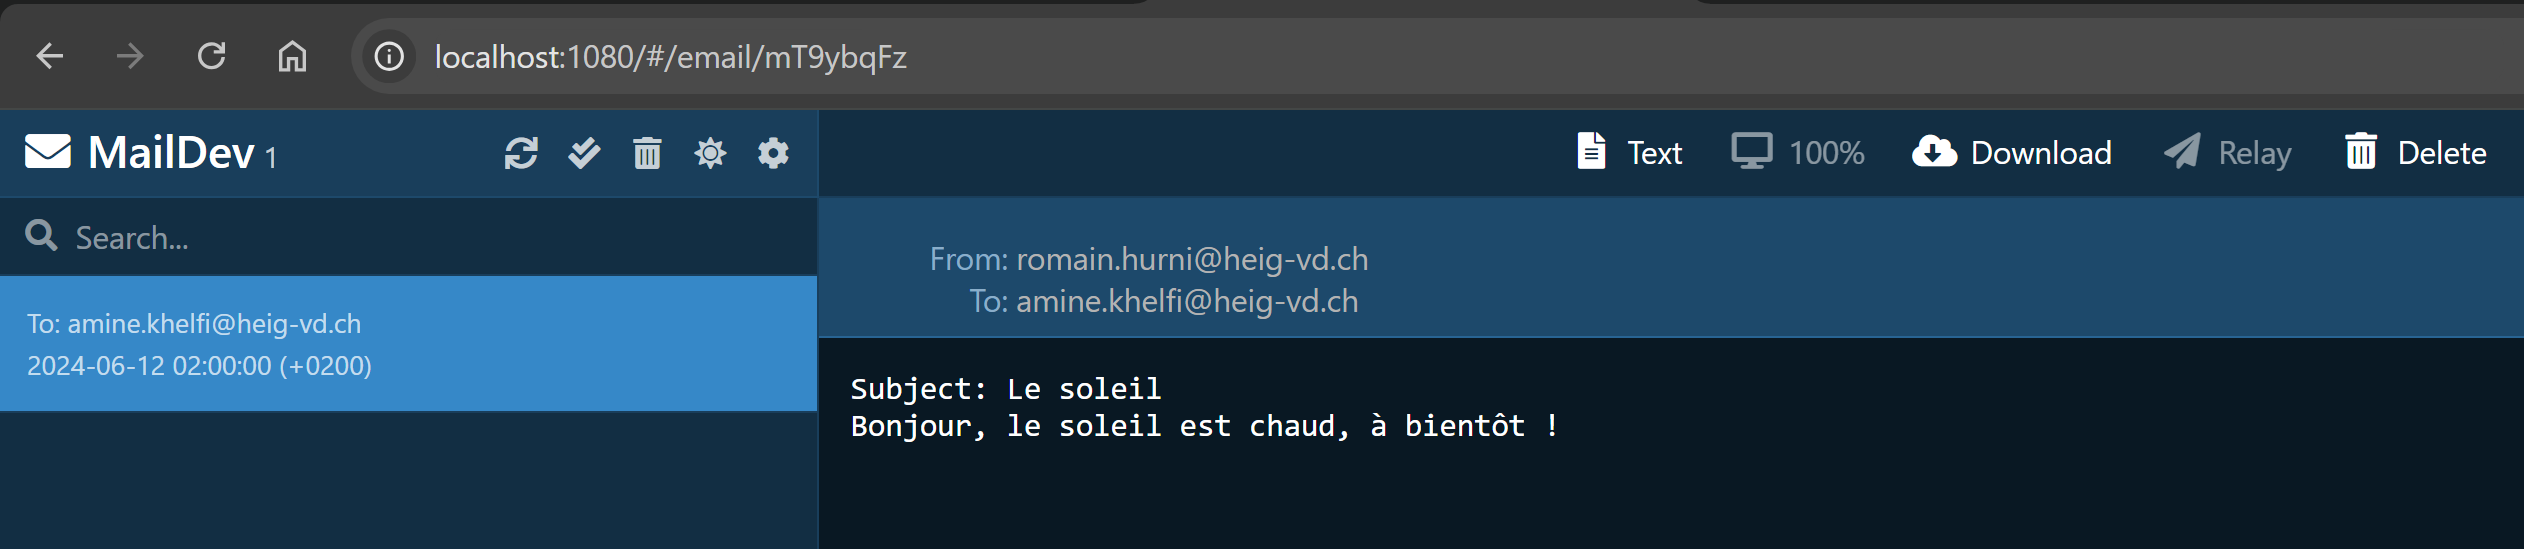 localhost:1080/#/email/mT9ybqFz
MailDev 1
Text 100% Download Relay Delete
Search...
To: amine.khelfi@heig-vd.ch
2024-06-12 02:00:00 (+0200)
From: romain.hurni@heig-vd.ch
To: amine.khelfi@heig-vd.ch
Subject: Le soleil
Bonjour, le soleil est chaud, à bientôt !